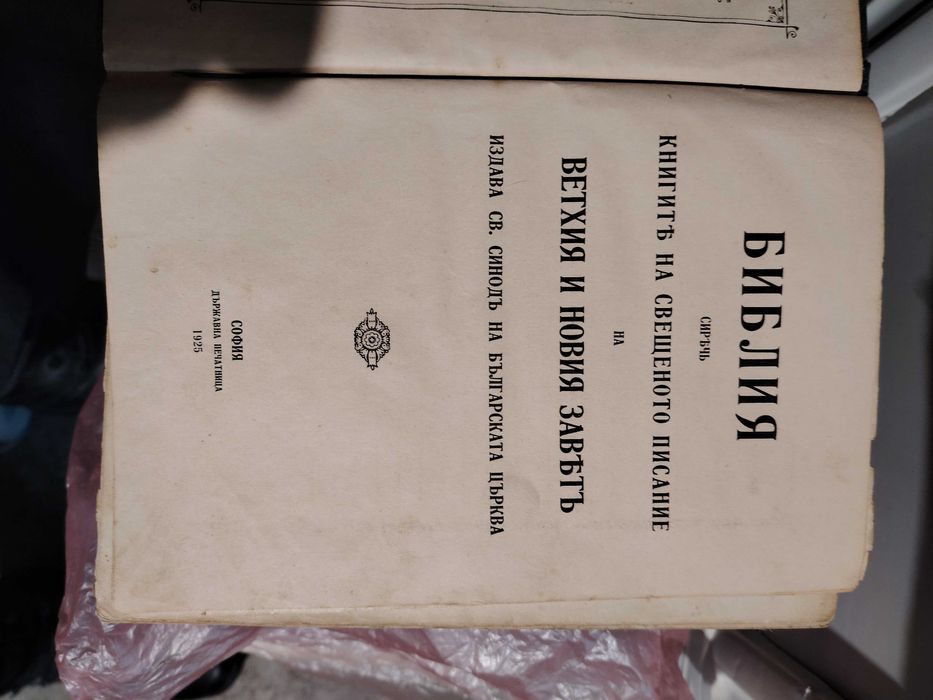 БИБЛИЯ
СИРѢЧЬ
КНИГИТѢ НА СВЕЩЕНОТО ПИСАНИЕ
НА
ВЕТХИЯ И НОВИЯ ЗАВѢТЪ
ИЗДАВА СВ. СИНОДЪ НА БЪЛГАРСКАТА ЦЪРКВА
СОФИЯ
ДЪРЖАВНА ПЕЧАТНИЦА
1925